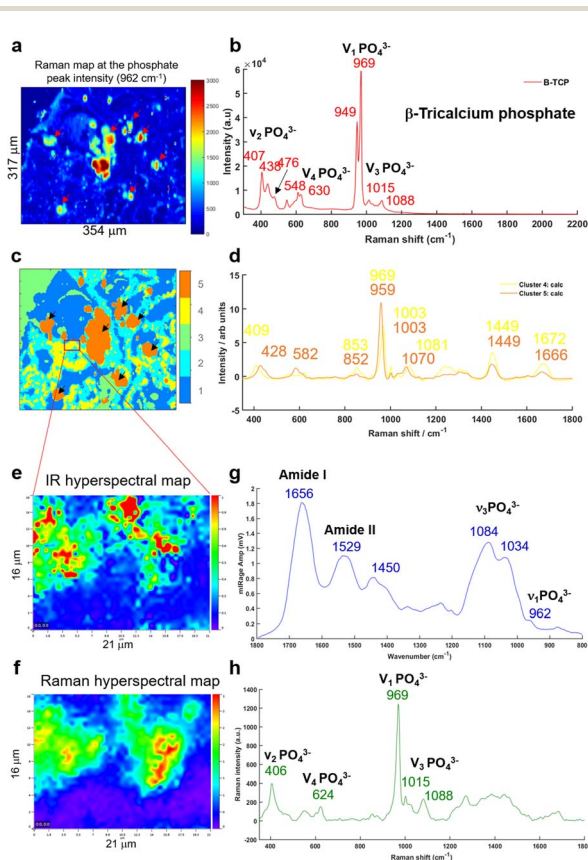 a
Raman map at the phosphate
peak intensity (962 cm⁻¹)
3000
2500
2000
1500
1000
500
0
317 µm
354 µm
b
V₁ PO₄³⁻
×10⁴
969
B-TCP
β-Tricalcium phosphate
949
v₂ PO₄³⁻
407
438
476
V₄ PO₄³⁻
548
630
V₃ PO₄³⁻
1015
1088
Intensity (a.u)
7
6
5
4
3
2
1
0
400 600 800 1000 1200 1400 1600 1800 2000 2200
Raman shift (cm⁻¹)
c
5
4
3
2
1
d
969
959
Cluster 4: calc
Cluster 5: calc
409
428
582
853
852
1003
1003
1081
1070
1449
1449
1672
1666
Intensity / arb units
15
10
5
0
-5
400 600 800 1000 1200 1400 1600 1800
Raman shift / cm⁻¹
e
IR hyperspectral map
16 µm
21 µm
g
Amide I
1656
Amide II
1529
1450
ν₃PO₄³⁻
1084
1034
ν₁PO₄³⁻
962
mIRage Amp (mV)
2
1.8
1.6
1.4
1.2
1
0.8
0.6
0.4
0.2
0
1800 1700 1600 1500 1400 1300 1200 1100 1000 900 800
Wavenumber (cm⁻¹)
f
Raman hyperspectral map
16 µm
21 µm
h
V₁ PO₄³⁻
969
v₂ PO₄³⁻
406
V₄ PO₄³⁻
624
V₃ PO₄³⁻
1015
1088
Raman intensity (a.u.)
1400
1200
1000
800
600
400
200
0
-200
400 600 800 1000 1200 1400 1600 1800
Raman shift (cm⁻¹)